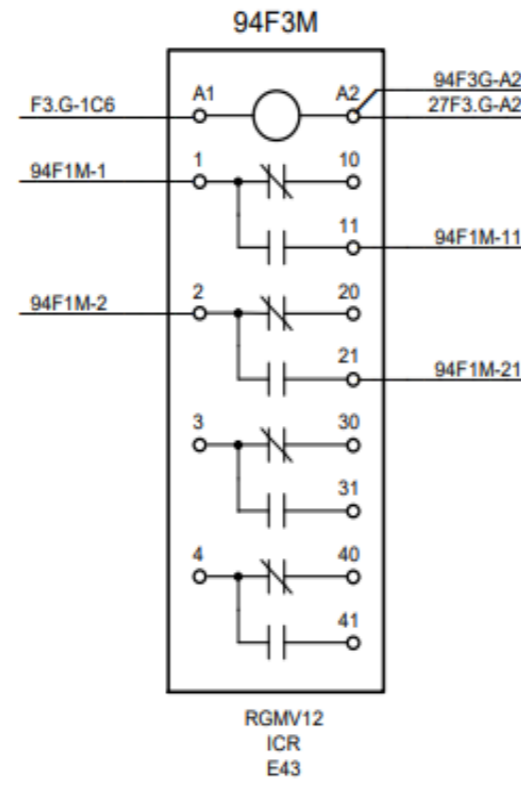 94F3M
94F3G-A2
F3.G-1C6 A1 A2 27F3.G-A2
94F1M-1 1 10
11 94F1M-11
94F1M-2 2 20
21 94F1M-21
3 30
31
4 40
41
RGMV12
ICR
E43